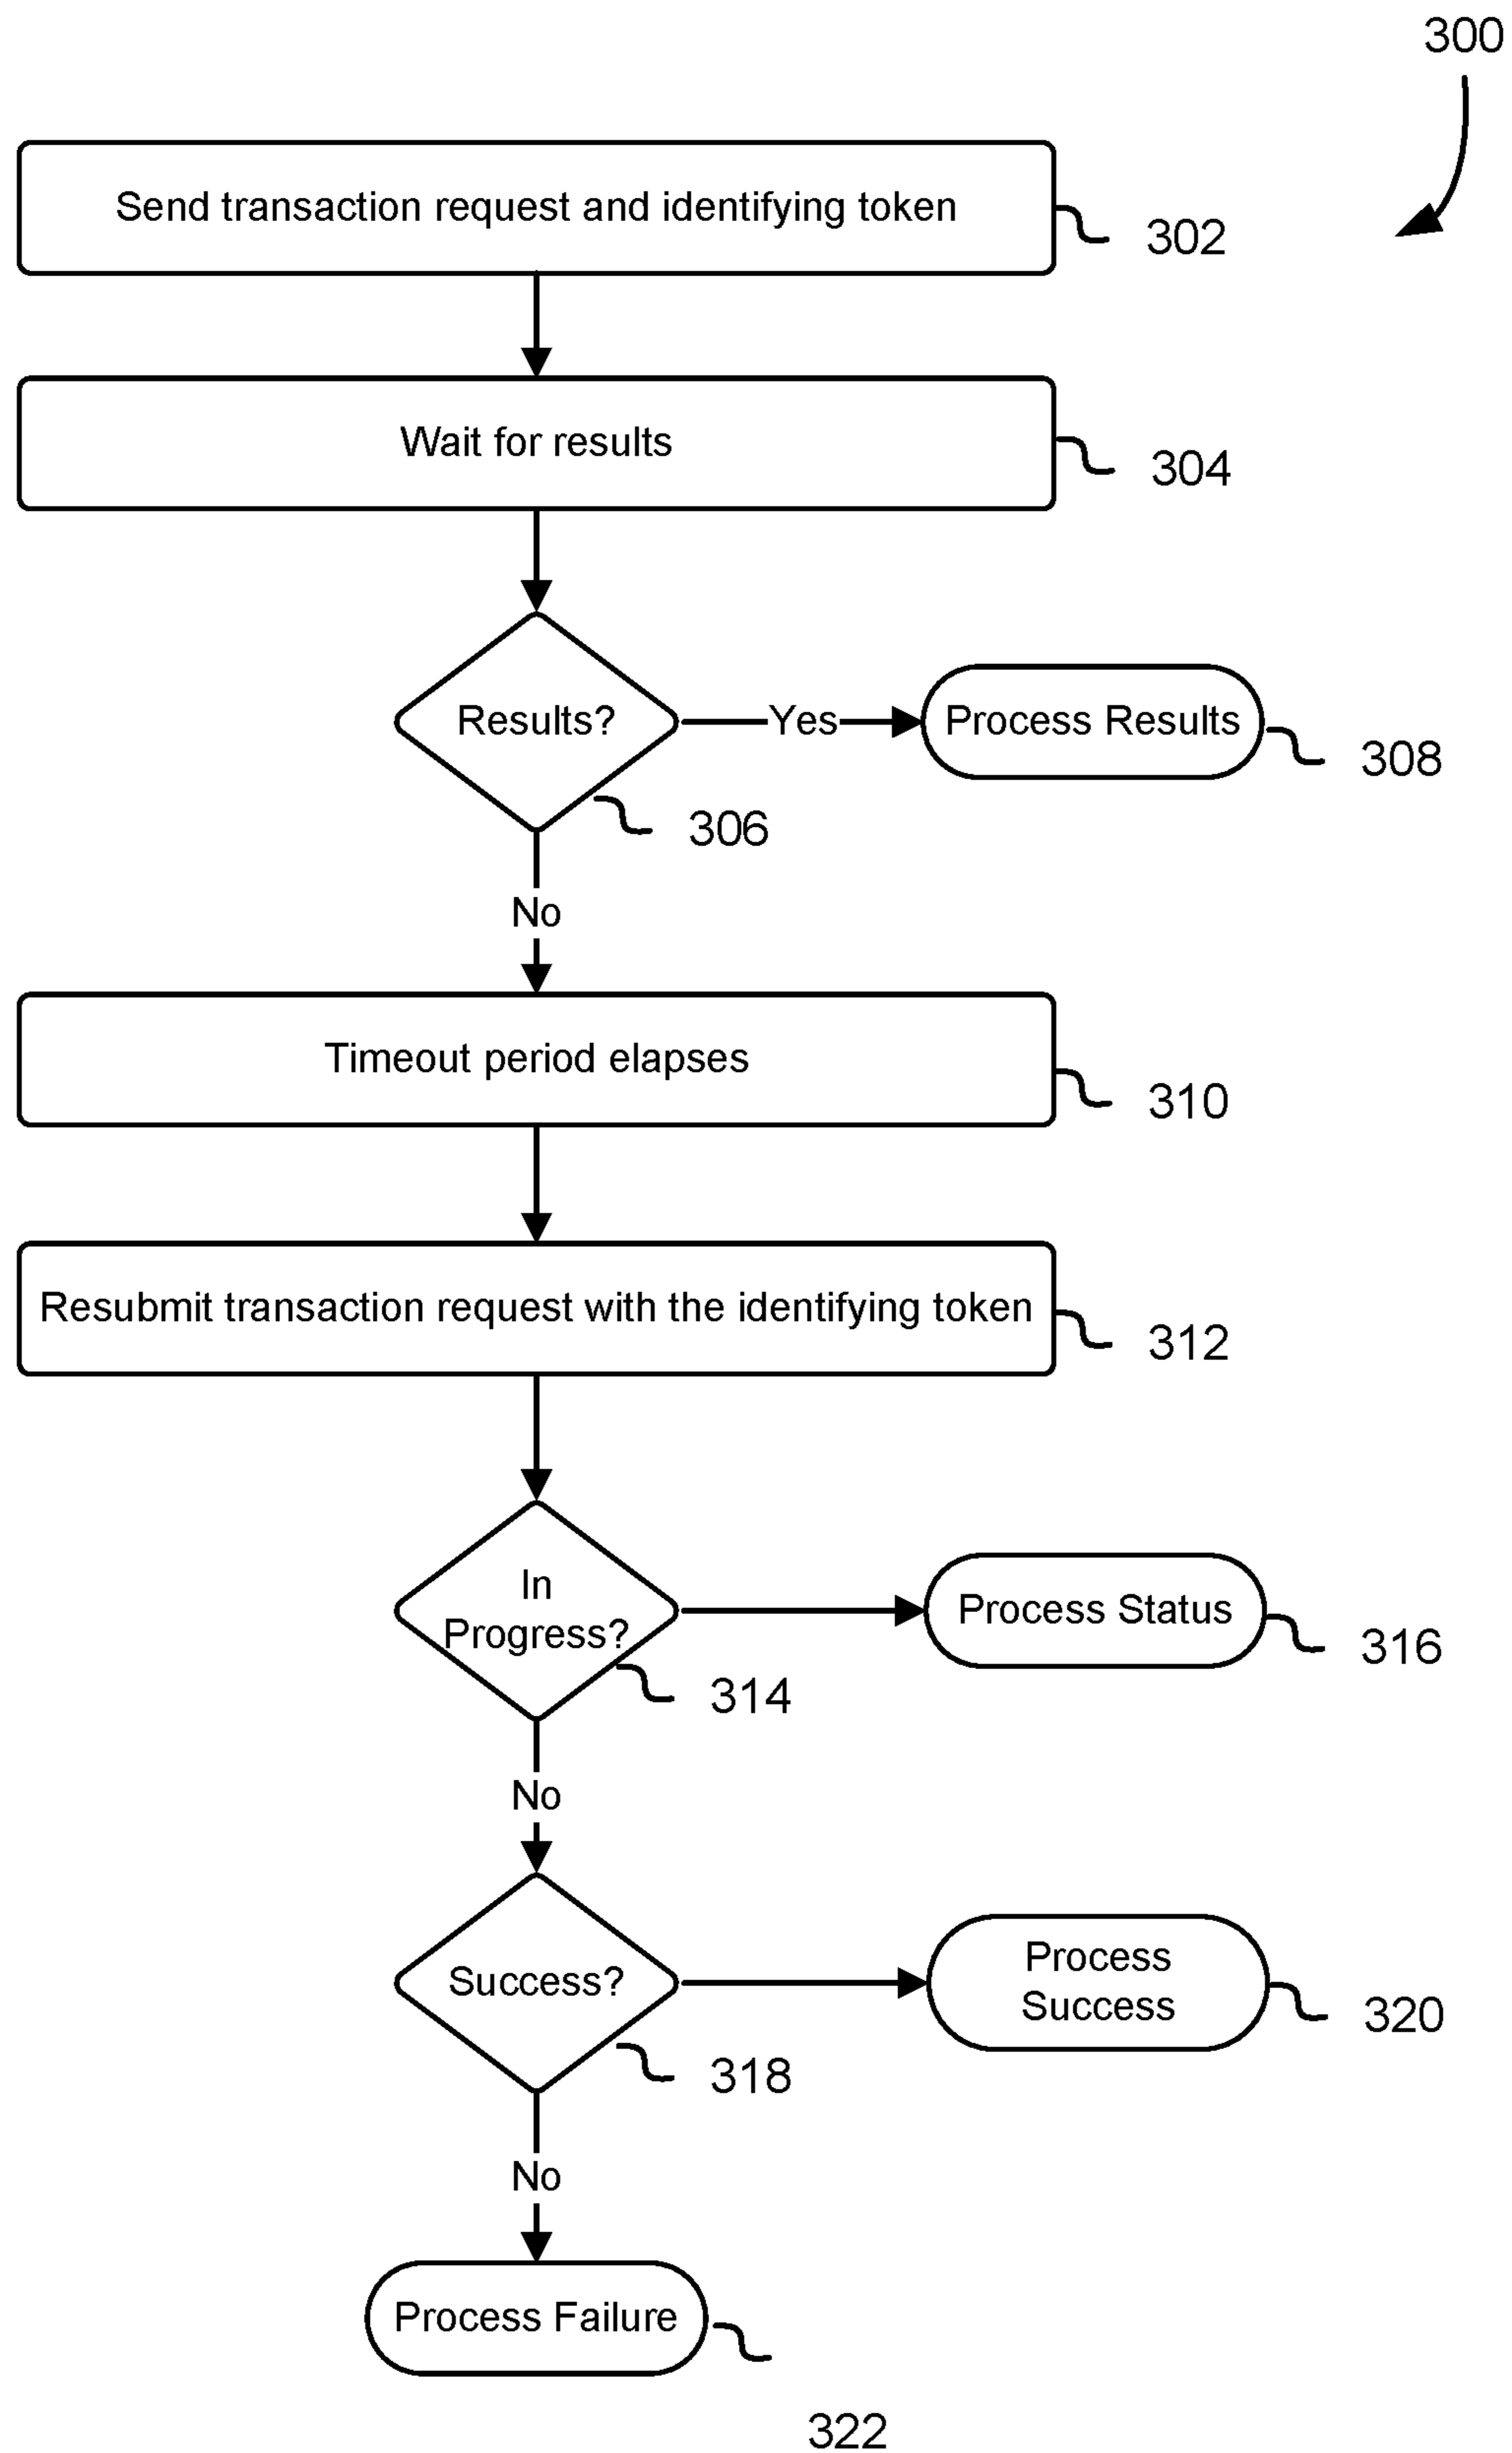 300
Send transaction request and identifying token
302
Wait for results
304
Results?
Yes
Process Results
308
306
No
Timeout period elapses
310
Resubmit transaction request with the identifying token
312
In
Progress?
Process Status
316
314
No
Success?
Process
Success
320
318
No
Process Failure
322